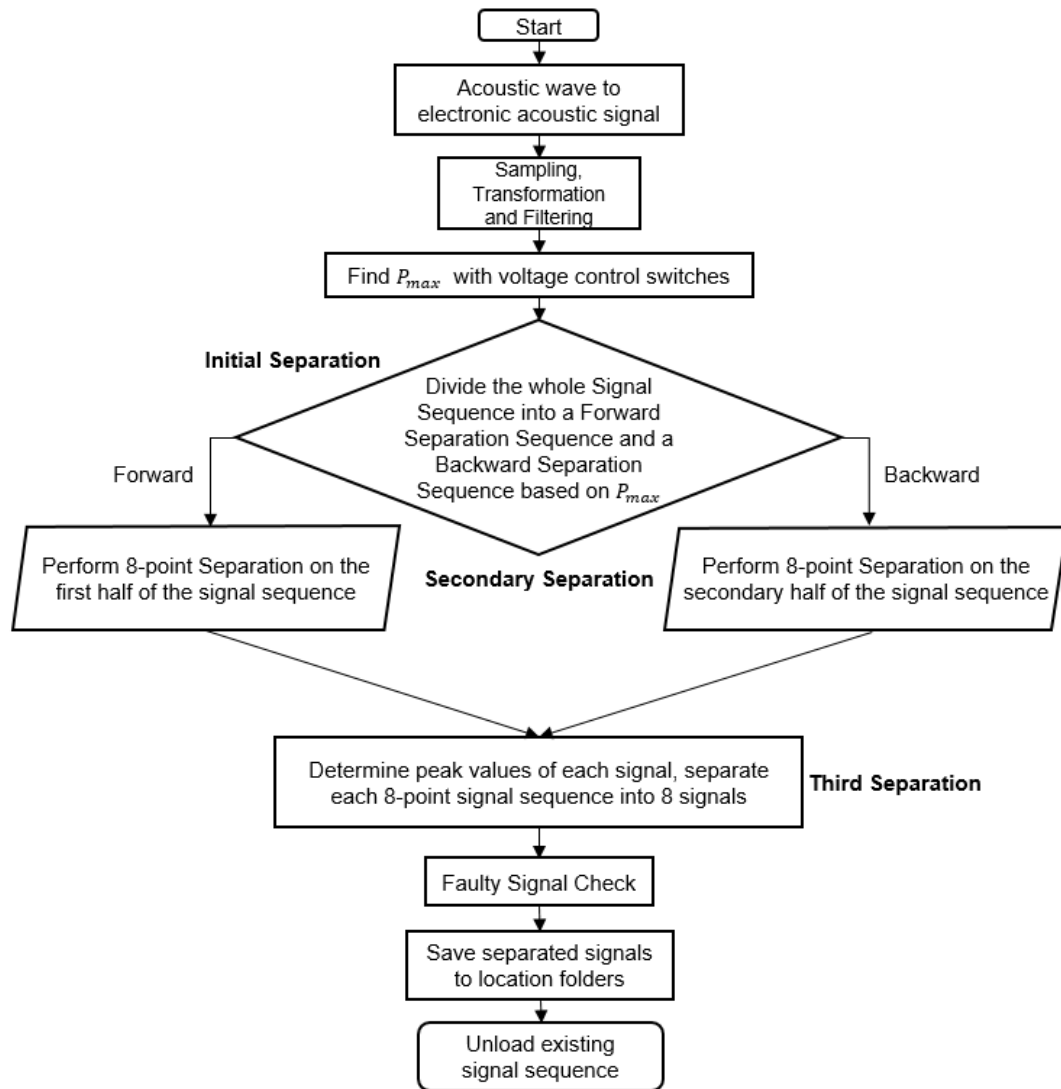 Start
Acoustic wave to
electronic acoustic signal
Sampling,
Transformation
and Filtering
Find P_max with voltage control switches
Initial Separation
Divide the whole Signal
Sequence into a Forward
Separation Sequence and a
Backward Separation
Sequence based on P_max
Forward
Backward
Perform 8-point Separation on the
first half of the signal sequence
Secondary Separation
Perform 8-point Separation on the
secondary half of the signal sequence
Determine peak values of each signal, separate
each 8-point signal sequence into 8 signals
Third Separation
Faulty Signal Check
Save separated signals
to location folders
Unload existing
signal sequence